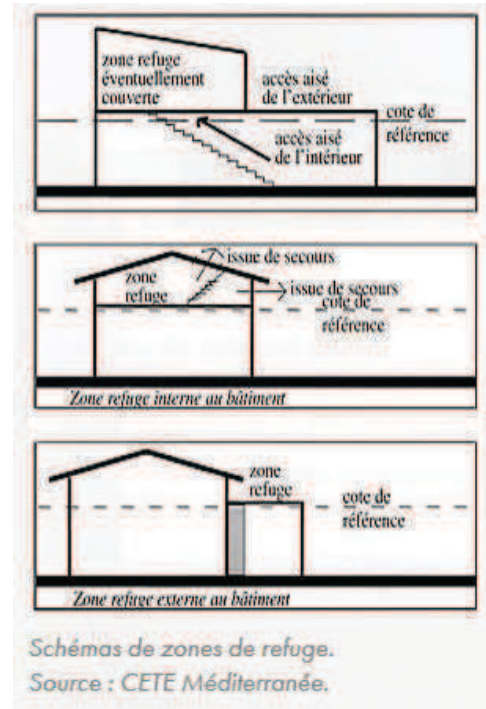 zone refuge
éventuellement
couverte
accès aisé
de l'extérieur
cote de
référence
accès aisé
de l'intérieur
issue de secours
zone
refuge
issue de secours
cote de
référence
Zone refuge interne au bâtiment
zone
refuge
cote de
référence
Zone refuge externe au bâtiment
Schémas de zones de refuge.
Source : CETE Méditerranée.